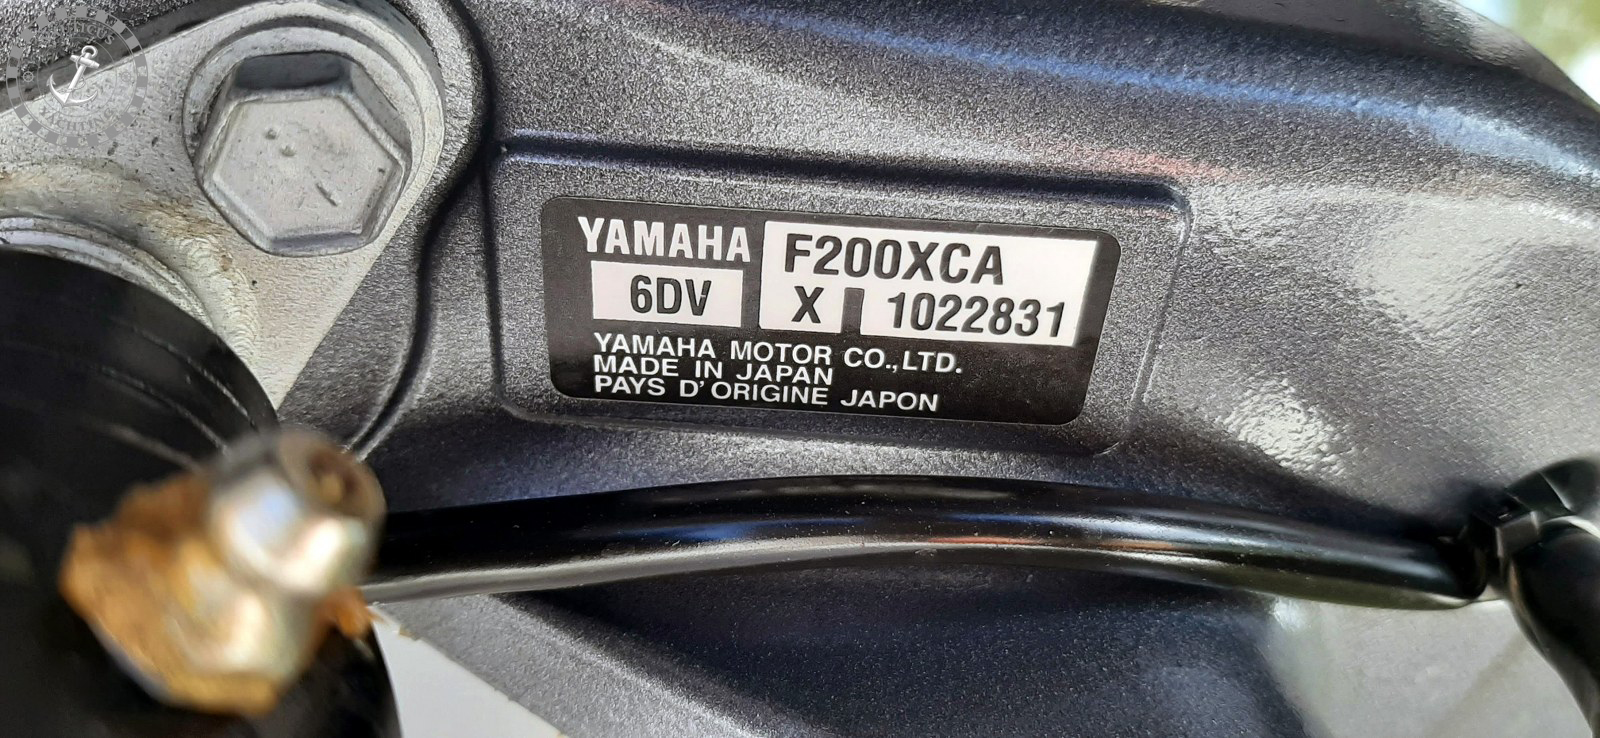 YAMAHA
F200XCA
6DV
X 1022831
YAMAHA MOTOR CO.,LTD.
MADE IN JAPAN
PAYS D'ORIGINE JAPON